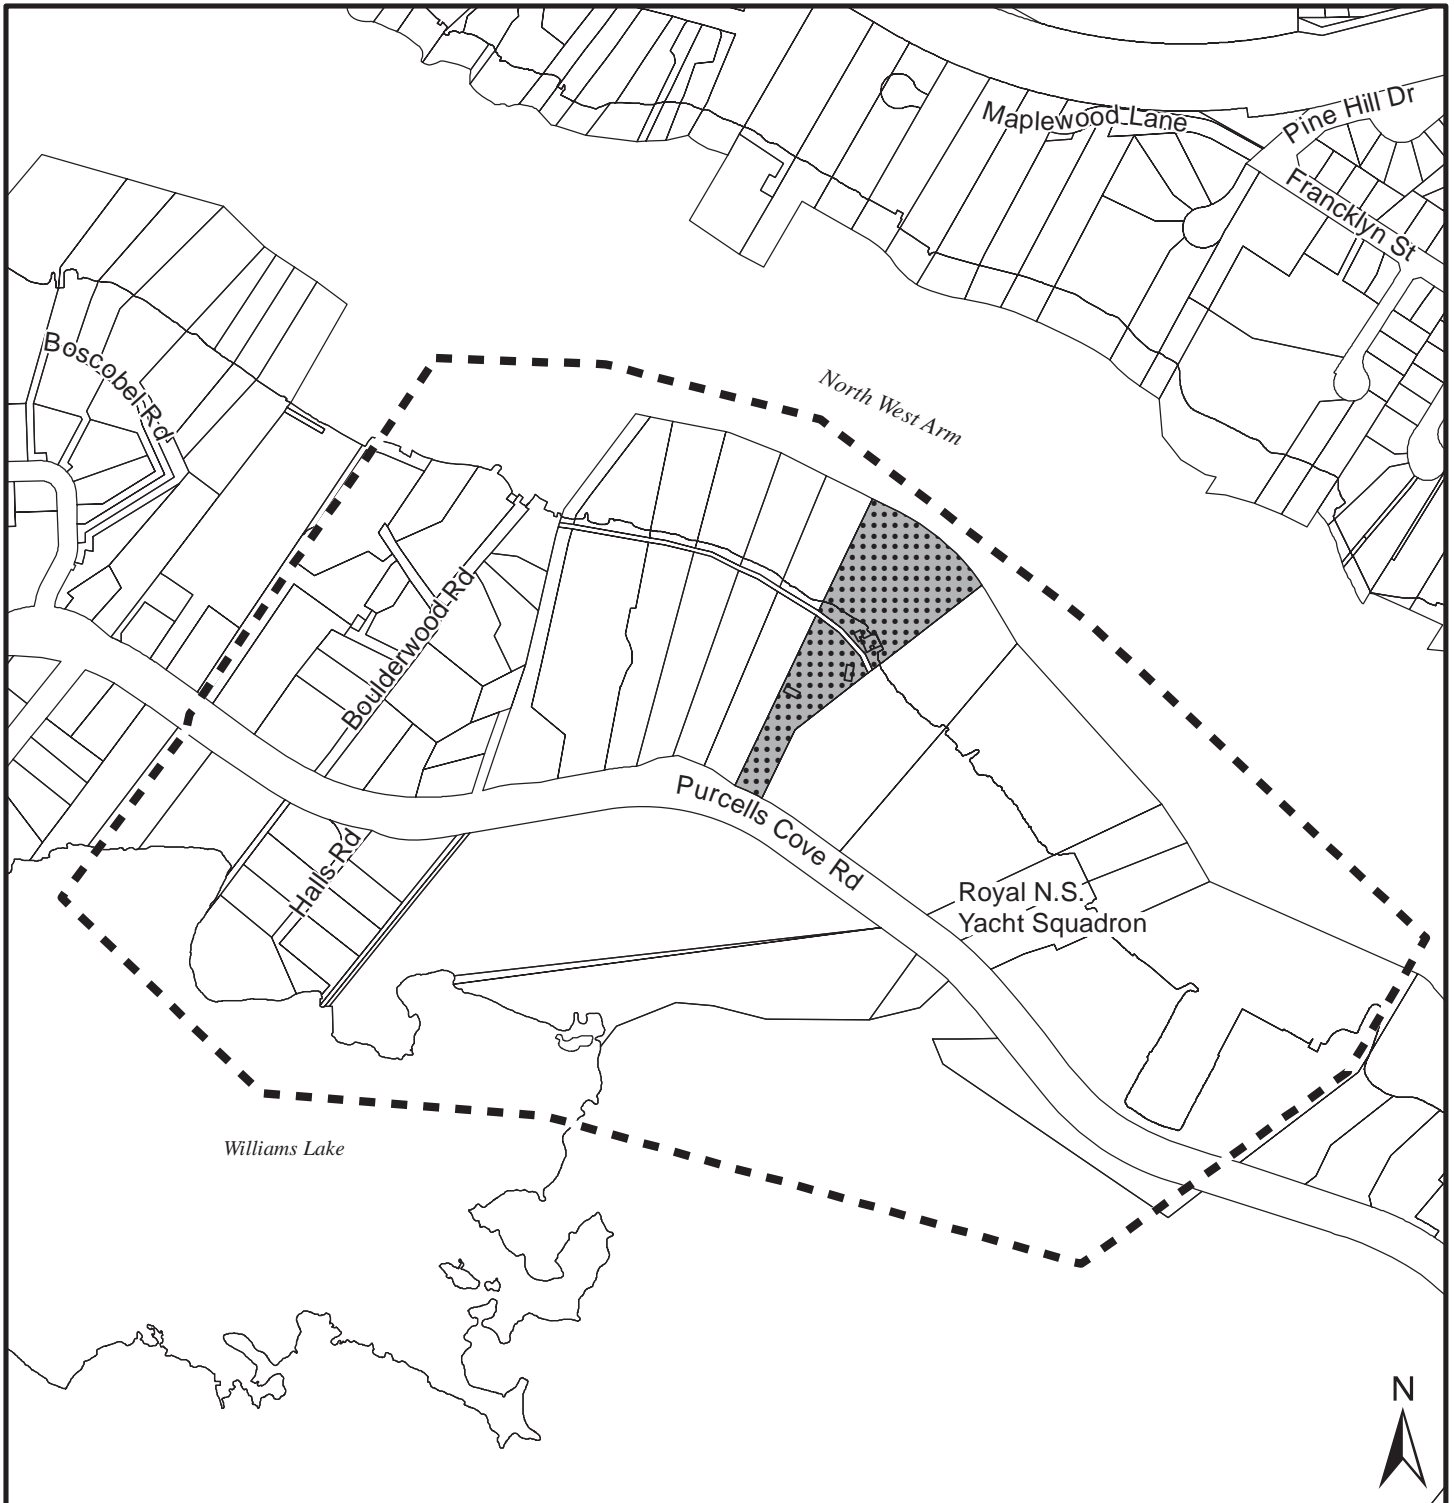 Maplewood Lane
Pine Hill Dr
Francklyn St
Boscobel Rd
North West Arm
Boulderwood Rd
Purcells Cove Rd
Halls Rd
Royal N.S.
Yacht Squadron
Williams Lake
N